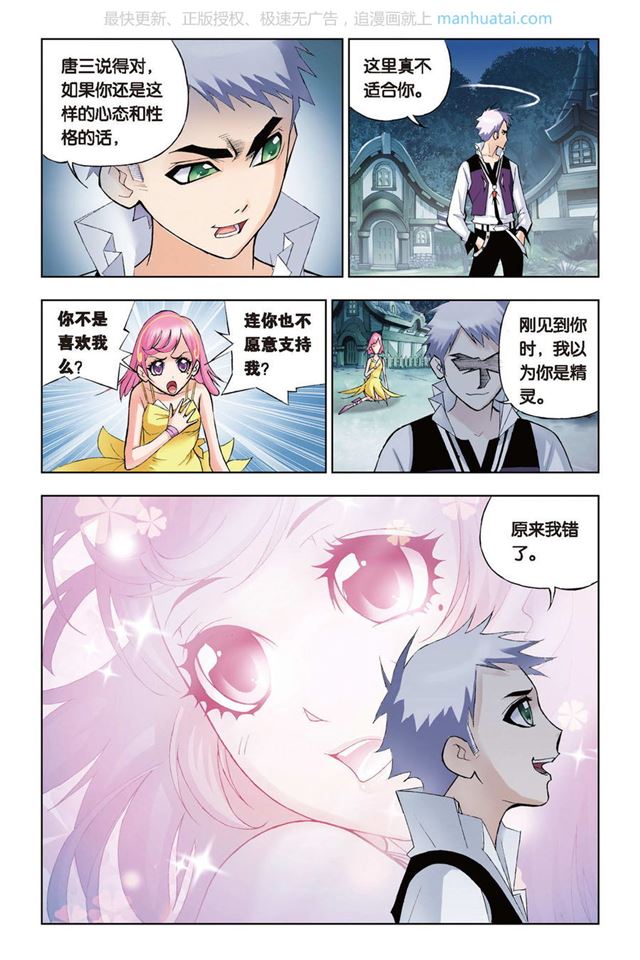 最快更新、正版授权、极速无广告，追漫画就上 manhuatai.com
唐三说得对，
如果你还是这
样的心态和性
格的话，
这里真不
适合你。
你不是
喜欢我
么？
连你也不
愿意支持
我？
刚见到你
时，我以
为你是精
灵。
原来我错
了。